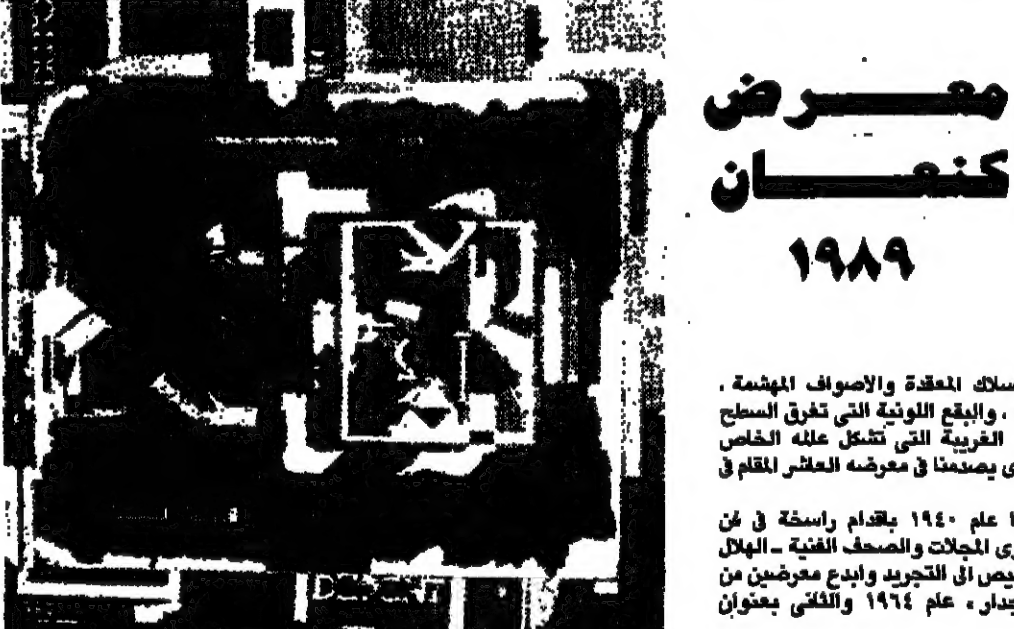 معرض
كنعان
١٩٨٩
سلاك المعقدة والاصواف المهشمة .
، والبقع اللونية التى تغرق السطح
الغريبة التى تشكل عالمه الخاص
ى يصدمنا فى معرضه العاشر المقام فى
ا عام ١٩٤٠ باقدام راسخة فى فن
رى المجلات والصحف الفنية ـ الهلال
يص الى التجريد وابدع معرضين من
جدار ، عام ١٩٦٤ والثانى بعنوان